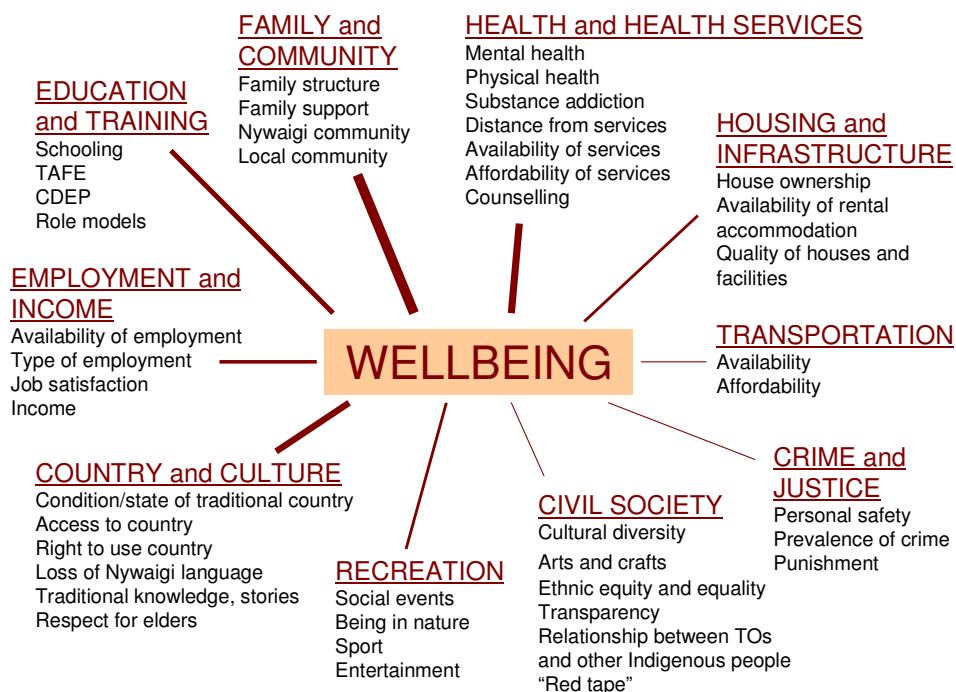 FAMILY and
COMMUNITY
Family structure
Family support
Nywaigi community
Local community
HEALTH and HEALTH SERVICES
Mental health
Physical health
Substance addiction
Distance from services
Availability of services
Affordability of services
Counselling
EDUCATION
and TRAINING
Schooling
TAFE
CDEP
Role models
HOUSING and
INFRASTRUCTURE
House ownership
Availability of rental
accommodation
Quality of houses and
facilities
EMPLOYMENT and
INCOME
Availability of employment
Type of employment
Job satisfaction
Income
WELLBEING
TRANSPORTATION
Availability
Affordability
COUNTRY and CULTURE
Condition/state of traditional country
Access to country
Right to use country
Loss of Nywaigi language
Traditional knowledge, stories
Respect for elders
RECREATION
Social events
Being in nature
Sport
Entertainment
CIVIL SOCIETY
Cultural diversity
Arts and crafts
Ethnic equity and equality
Transparency
Relationship between TOs
and other Indigenous people
“Red tape”
CRIME and
JUSTICE
Personal safety
Prevalence of crime
Punishment